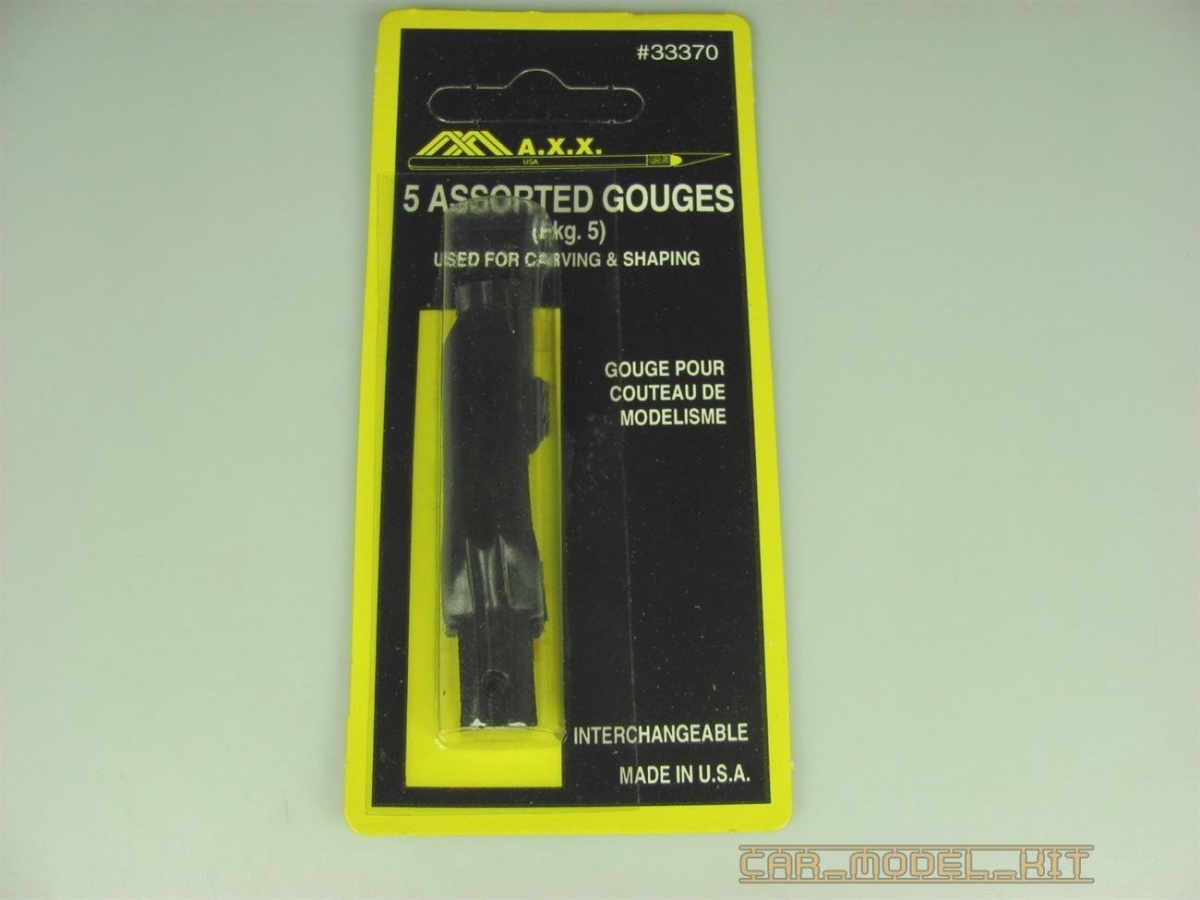 #33370
A.X.X.
USA
5 ASSORTED GOUGES
(Pkg. 5)
USED FOR CARVING & SHAPING
GOUGE POUR
COUTEAU DE
MODELISME
INTERCHANGEABLE
MADE IN U.S.A.
CAR_MODEL_KIT